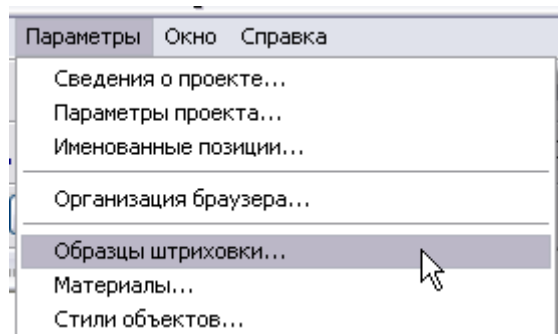 Параметры Окно Справка
Сведения о проекте...
Параметры проекта...
Именованные позиции...
Организация браузера...
Образцы штриховки...
Материалы...
Стили объектов...